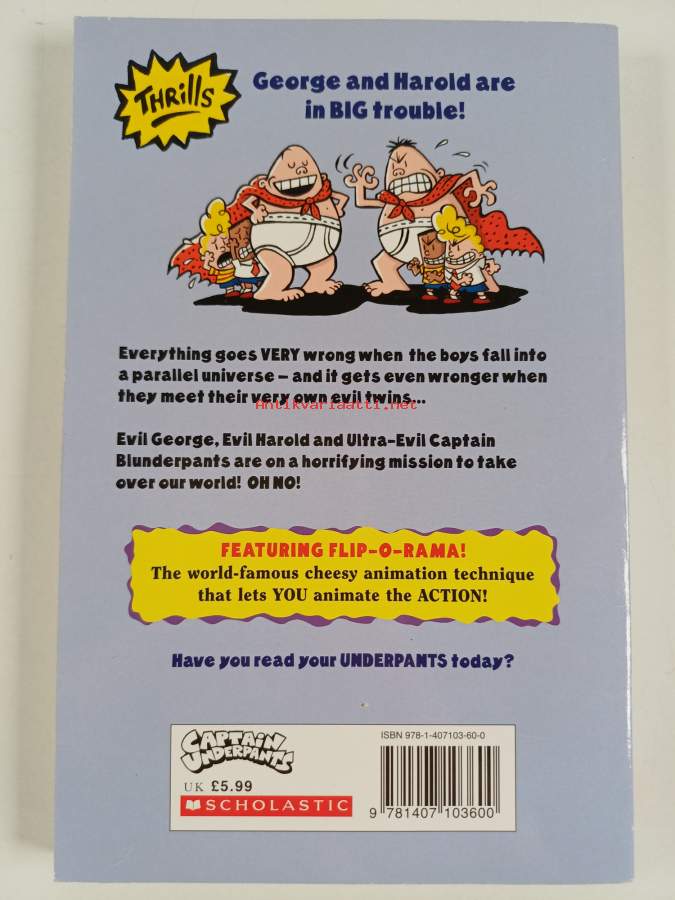 THRillS
George and Harold are
in BIG trouble!
Everything goes VERY wrong when the boys fall into
a parallel universe – and it gets even wronger when
they meet their very own evil twins...
Antikvariaatti.net
Evil George, Evil Harold and Ultra-Evil Captain
Blunderpants are on a horrifying mission to take
over our world! OH NO!
FEATURING FLIP-O-RAMA!
The world-famous cheesy animation technique
that lets YOU animate the ACTION!
Have you read your UNDERPANTS today?
CAPTAIN
UNDERPANTS
UK £5.99
SCHOLASTIC
ISBN 978-1-407103-60-0
9 781407 103600